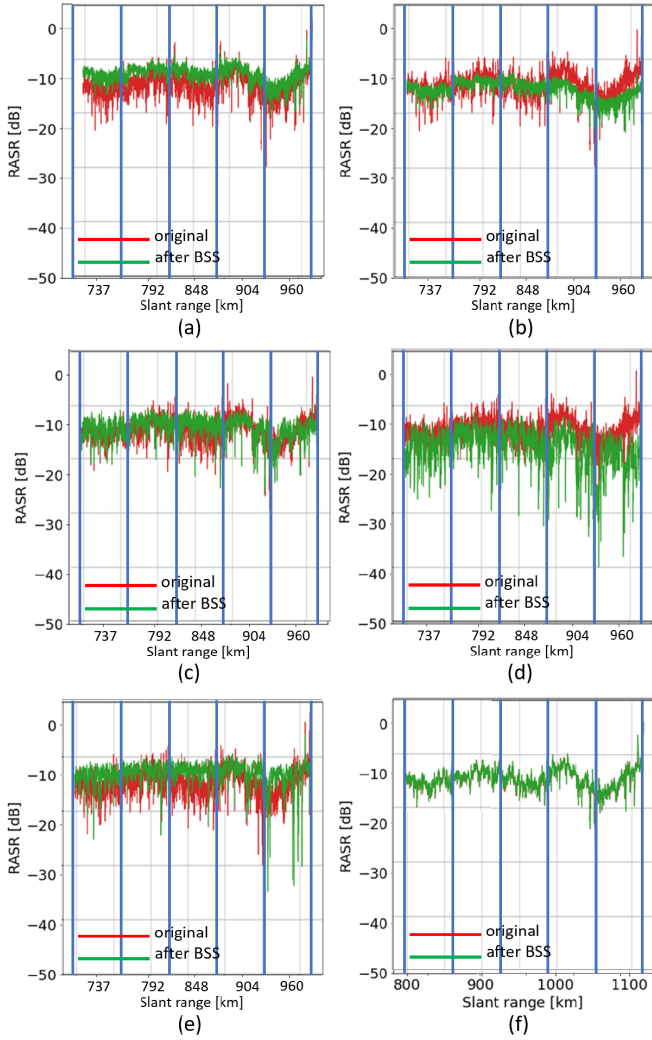 0
−10
−20
−30
−40
−50
RASR [dB]
original
after BSS
737 792 848 904 960
Slant range [km]
(a)
0
−10
−20
−30
−40
−50
RASR [dB]
original
after BSS
737 792 848 904 960
Slant range [km]
(b)
0
−10
−20
−30
−40
−50
RASR [dB]
original
after BSS
737 792 848 904 960
Slant range [km]
(c)
0
−10
−20
−30
−40
−50
RASR [dB]
original
after BSS
737 792 848 904 960
Slant range [km]
(d)
0
−10
−20
−30
−40
−50
RASR [dB]
original
after BSS
737 792 848 904 960
Slant range [km]
(e)
0
−10
−20
−30
−40
−50
RASR [dB]
original
after BSS
800 900 1000 1100
Slant range [km]
(f)